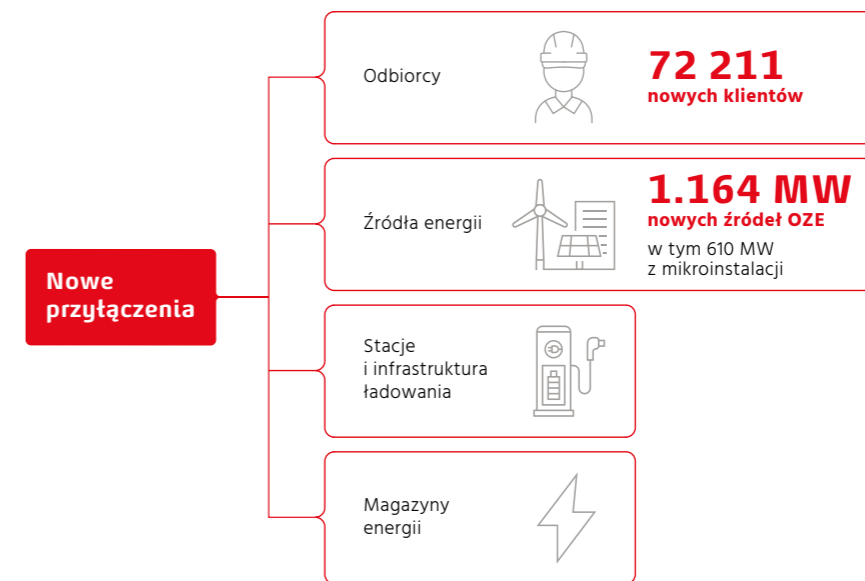 Odbiorcy
72 211
nowych klientów
Źródła energii
1.164 MW
nowych źródeł OZE
w tym 610 MW
z mikroinstalacji
Nowe
przyłączenia
Stacje
i infrastruktura
ładowania
Magazyny
energii